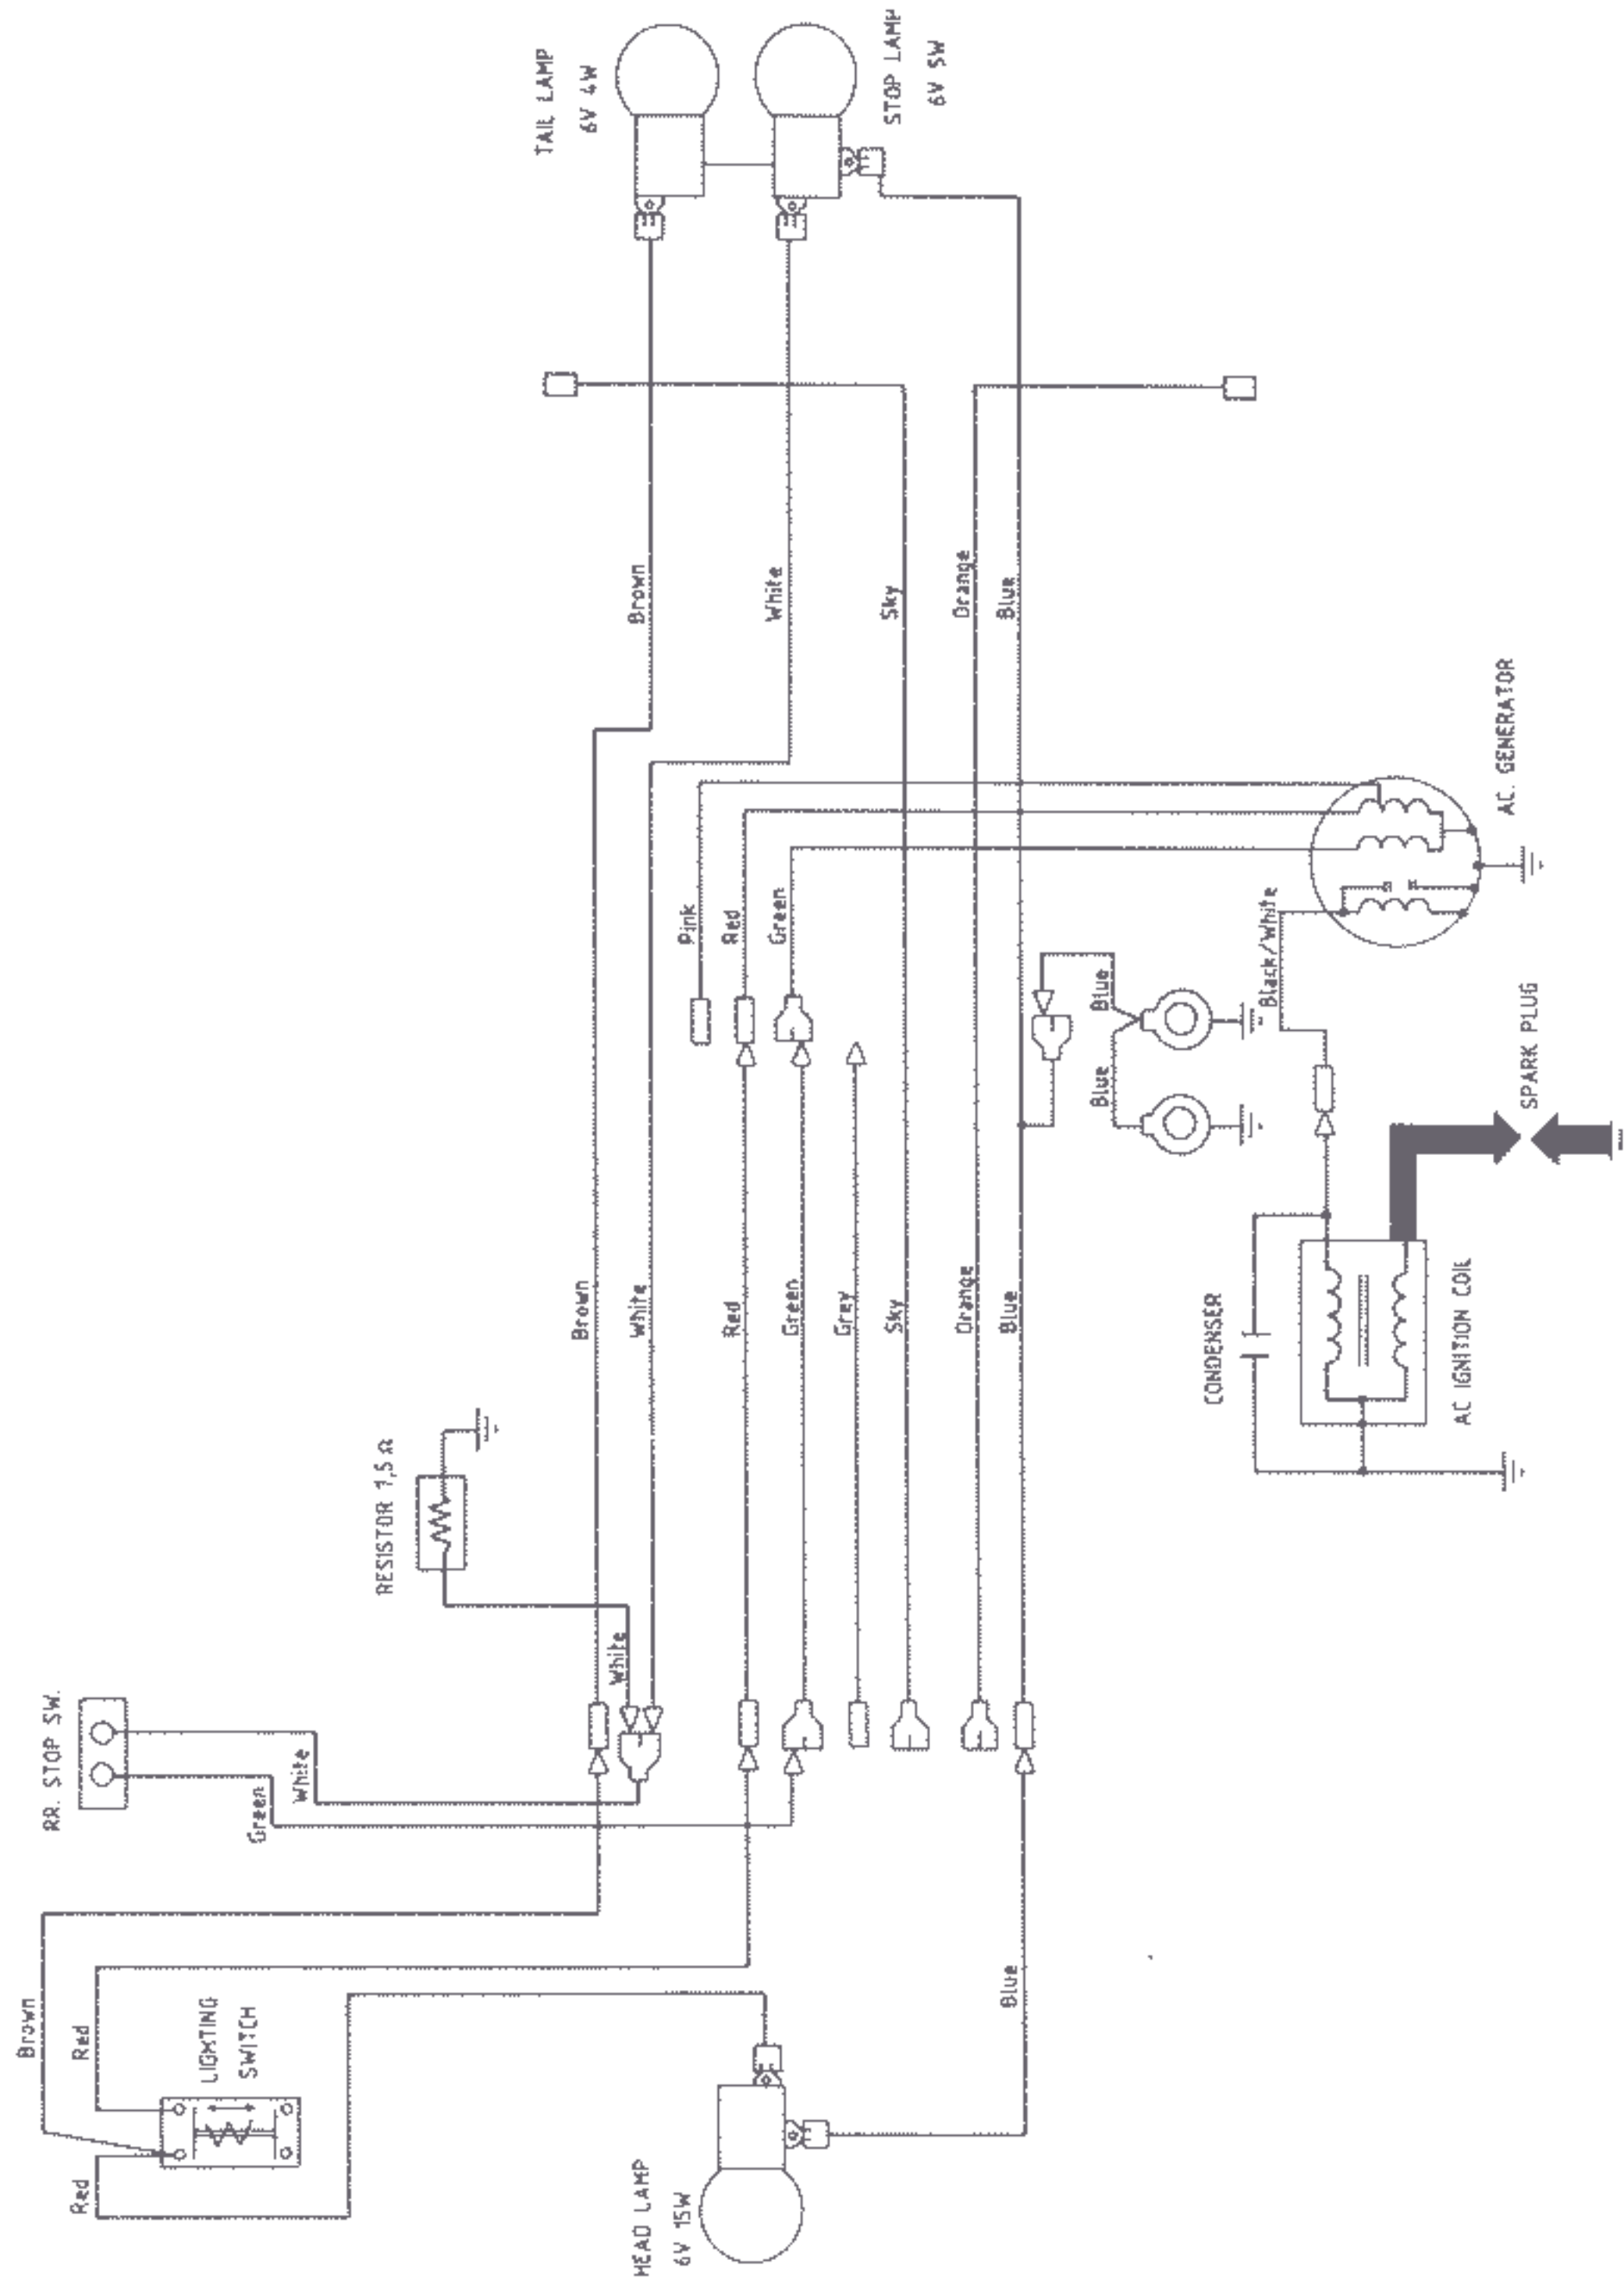 Brown
Red
Red
RR. STOP SW.
LIGHTING
SWITCH
Green
White
RESISTOR 7,5 Ω
TAIL LAMP
6V 4W
Brown
Brown
White
White
White
HEAD LAMP
6V 15W
Pink
Red
Red
Green
Green
White
Grey
STOP LAMP
6V 5W
Sky
Sky
Orange
Orange
Blue
Blue
Blue
Blue
Blue
CONDENSER
Black/White
AC IGNITION COIL
SPARK PLUG
AC. GENERATOR